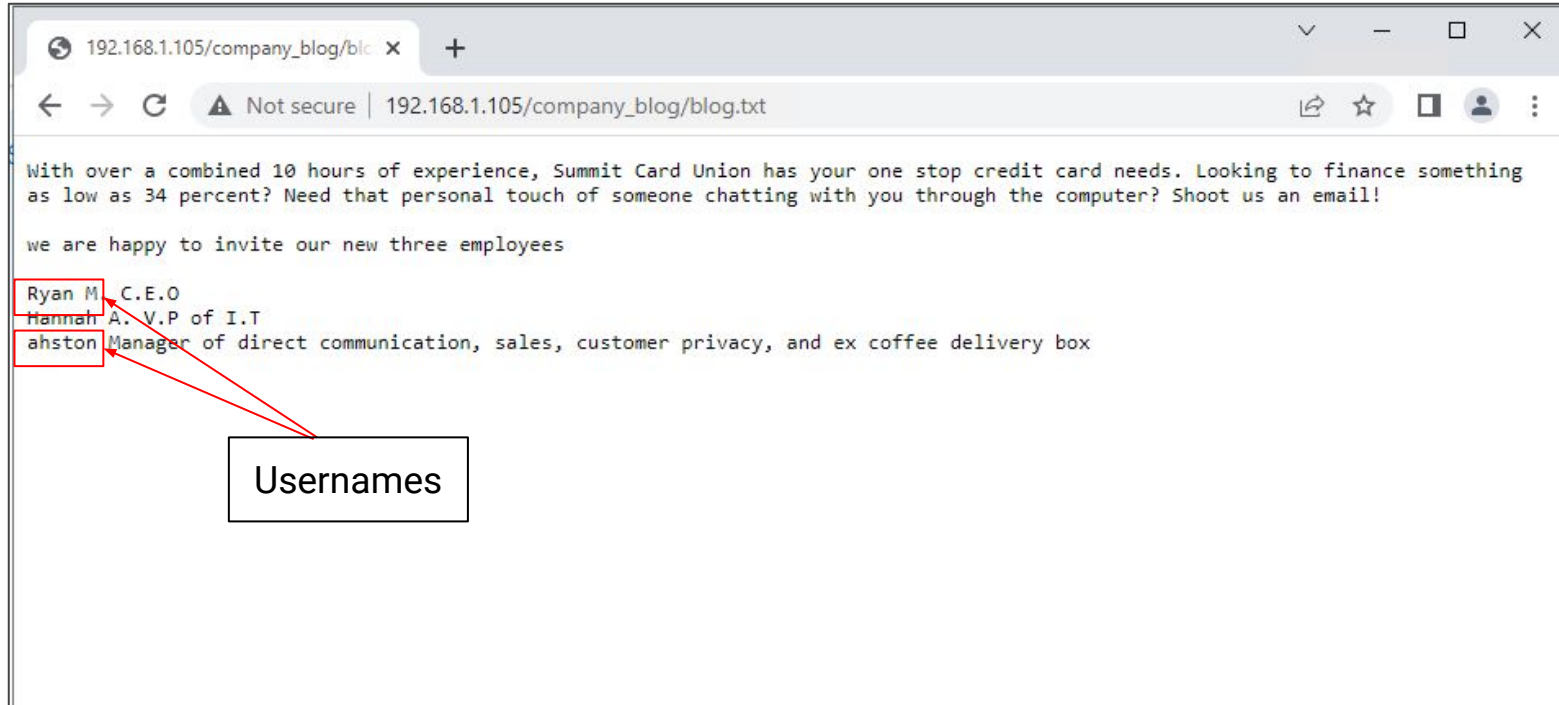 192.168.1.105/company_blog/blo
Not secure | 192.168.1.105/company_blog/blog.txt
With over a combined 10 hours of experience, Summit Card Union has your one stop credit card needs. Looking to finance something
as low as 34 percent? Need that personal touch of someone chatting with you through the computer? Shoot us an email!
we are happy to invite our new three employees
Ryan M. C.E.O
Hannah A. V.P of I.T
ahston Manager of direct communication, sales, customer privacy, and ex coffee delivery box
Usernames